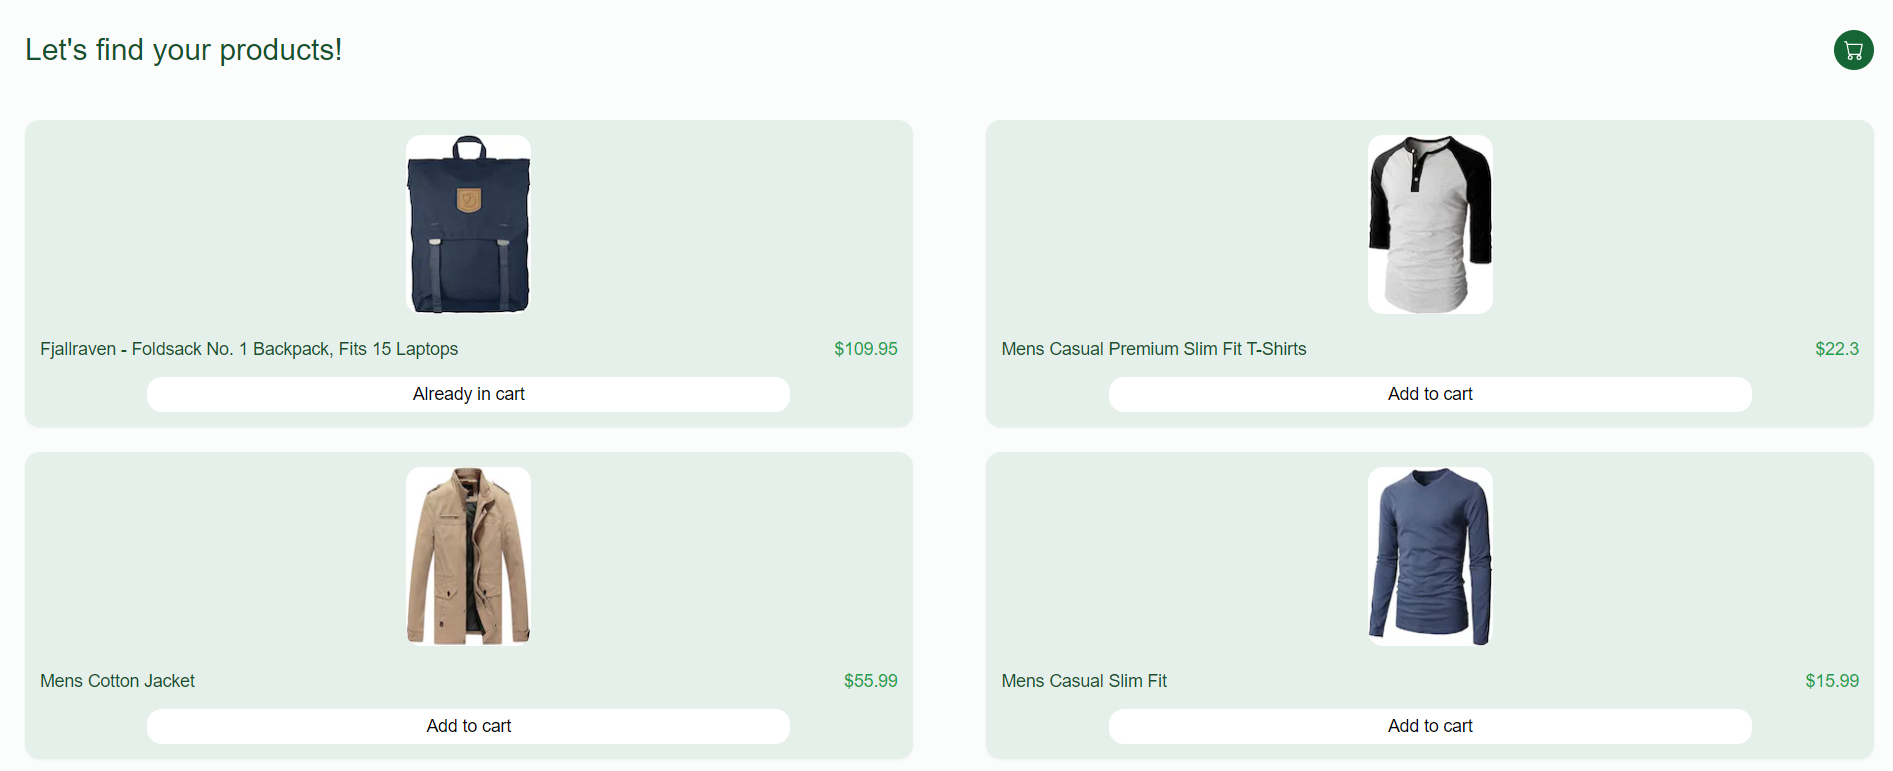 Let's find your products!
Fjallraven - Foldsack No. 1 Backpack, Fits 15 Laptops $109.95
Already in cart
Mens Casual Premium Slim Fit T-Shirts $22.3
Add to cart
Mens Cotton Jacket $55.99
Add to cart
Mens Casual Slim Fit $15.99
Add to cart